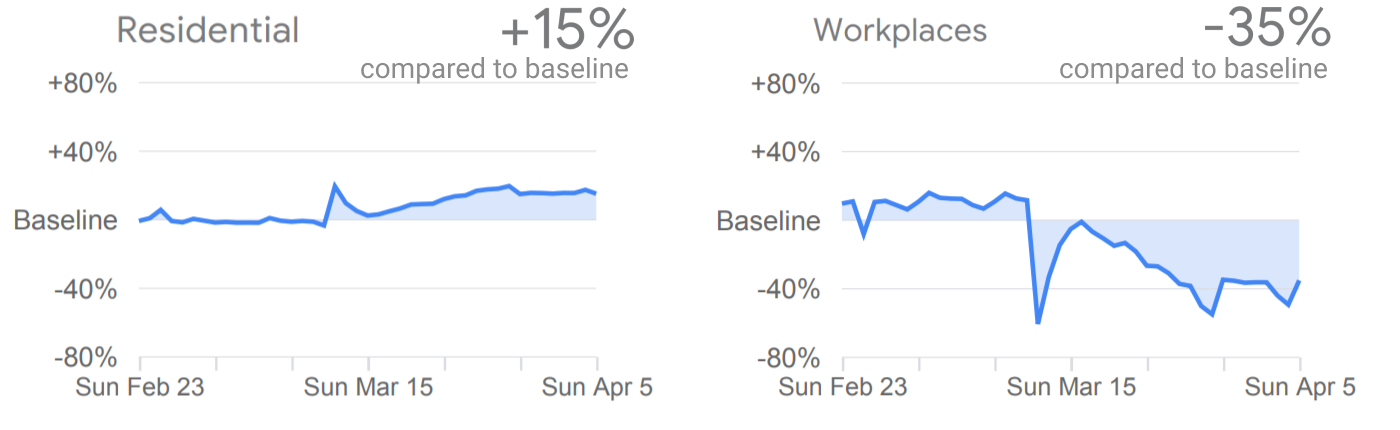 Residential
+15%
compared to baseline
+80%
+40%
Baseline
-40%
-80%
Sun Feb 23
Sun Mar 15
Sun Apr 5
Workplaces
-35%
compared to baseline
+80%
+40%
Baseline
-40%
-80%
Sun Feb 23
Sun Mar 15
Sun Apr 5